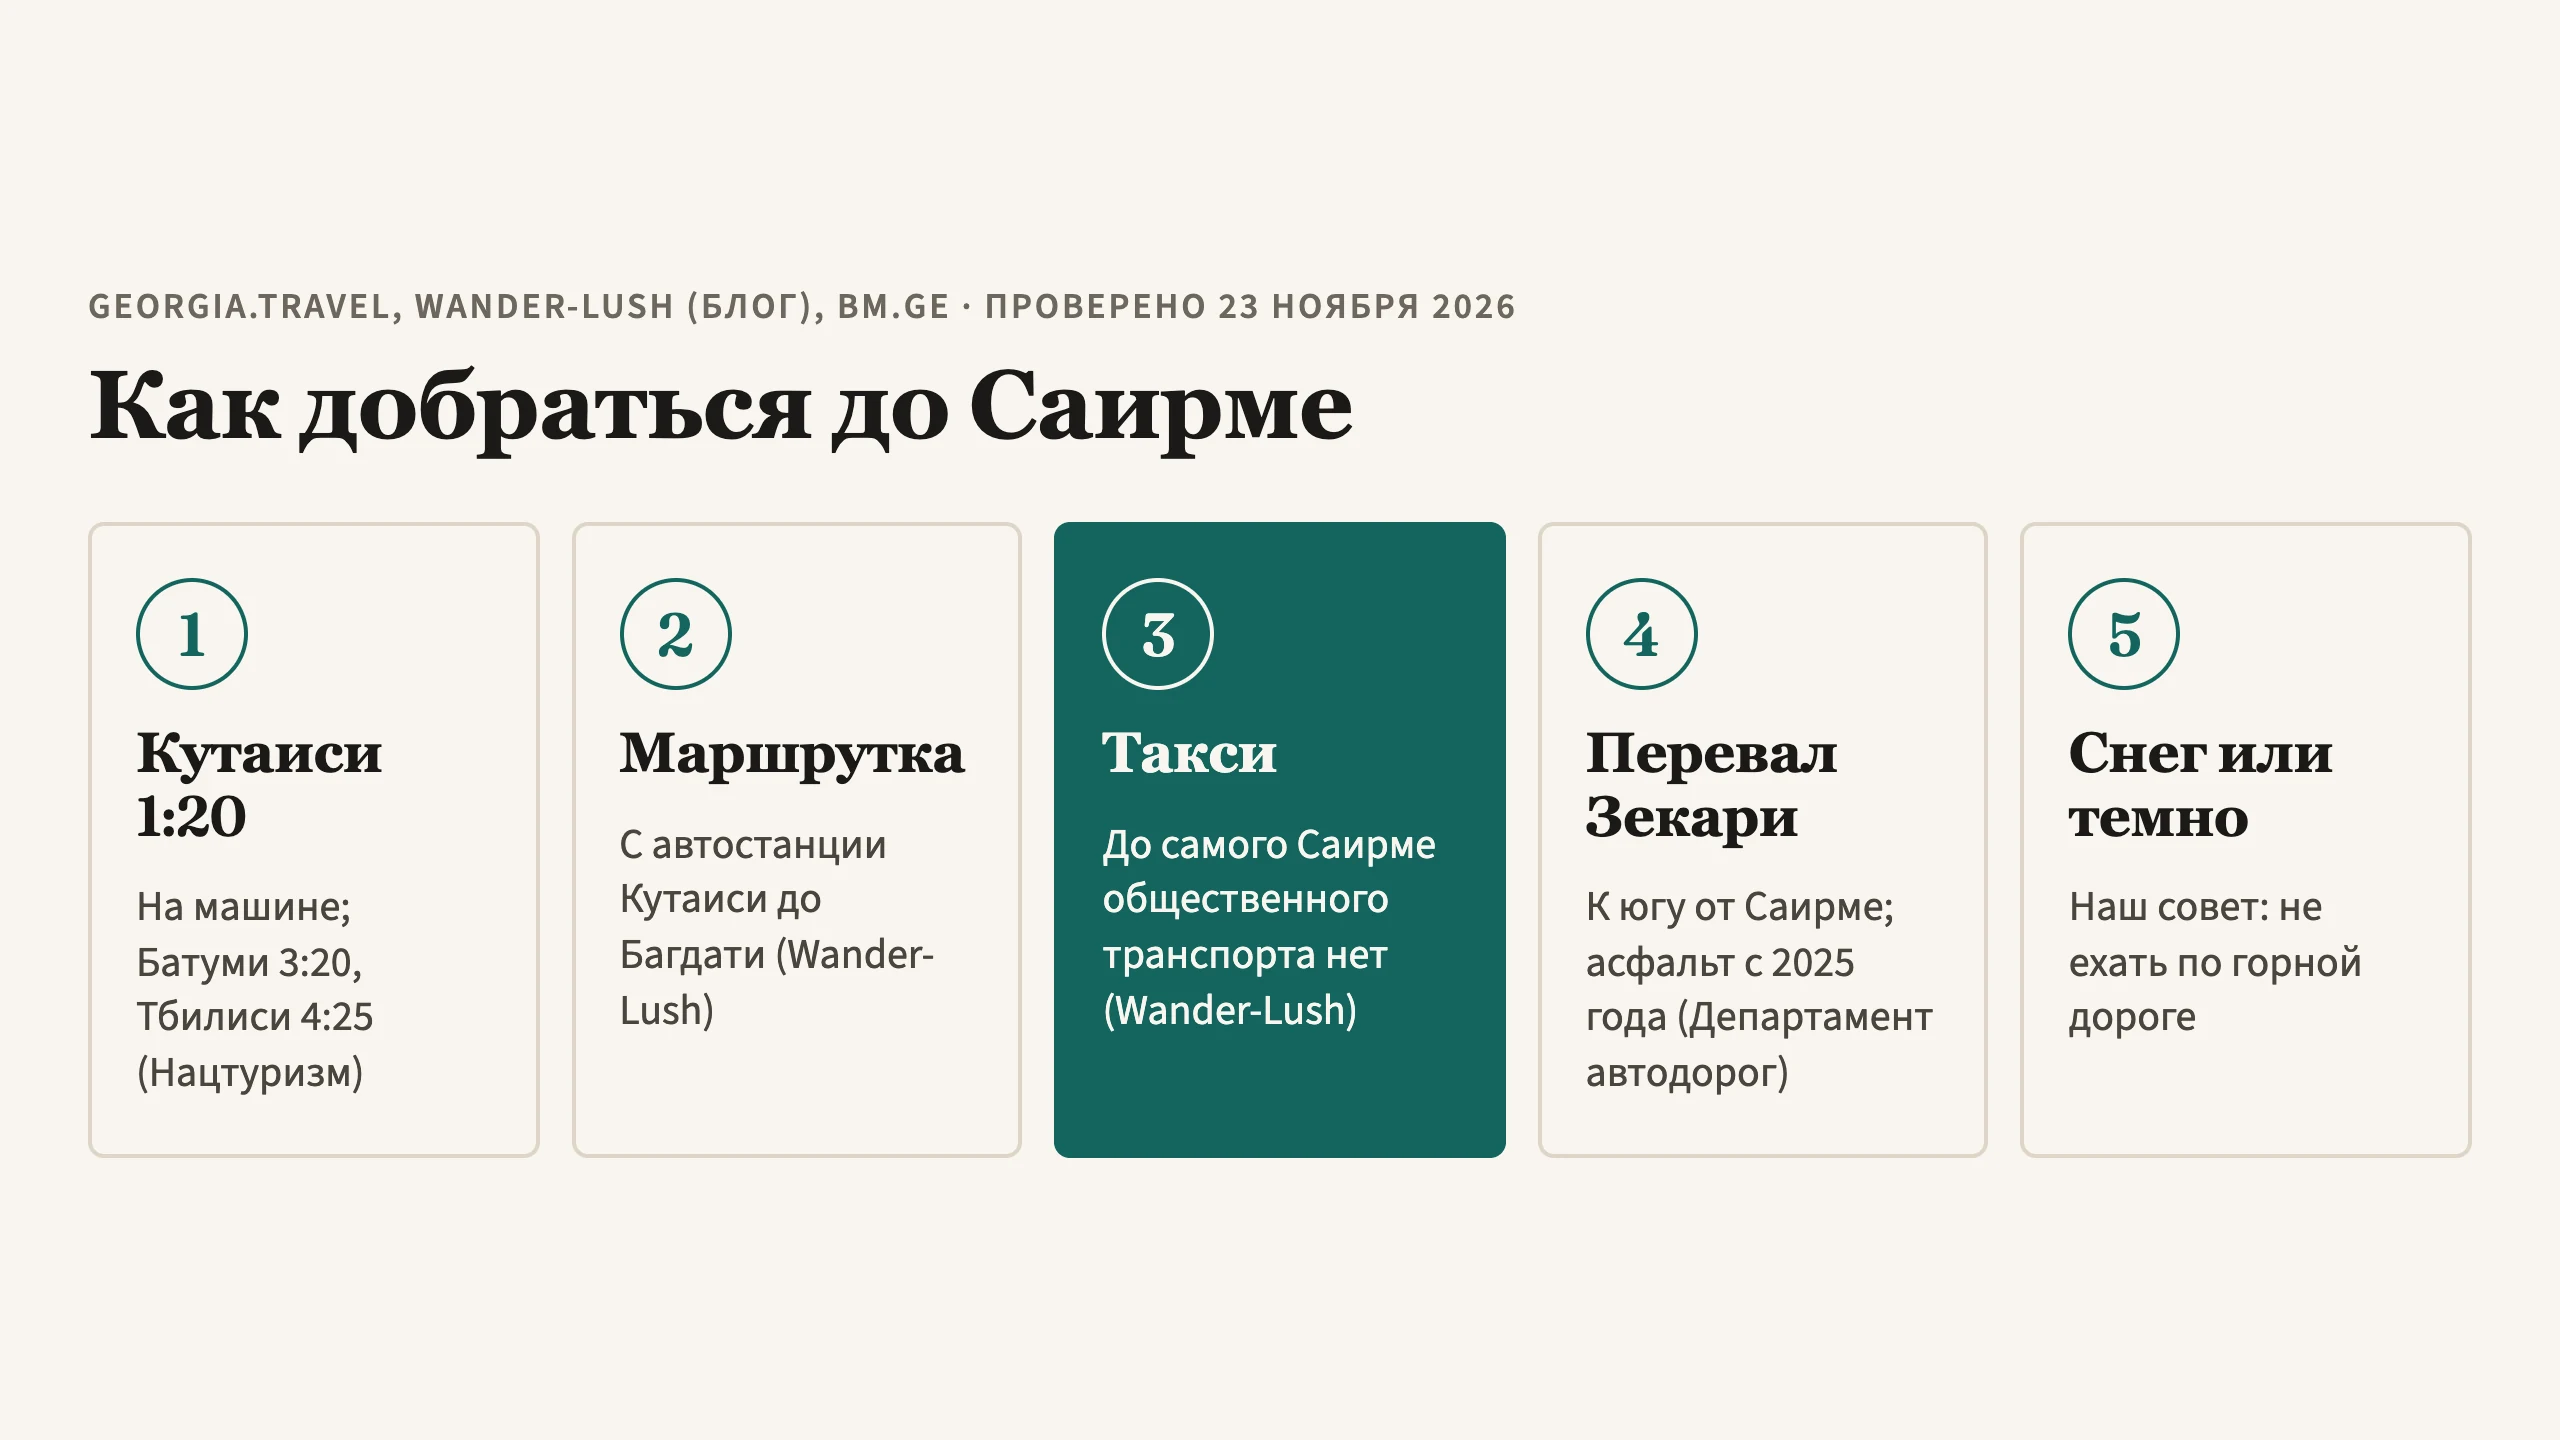 GEORGIA.TRAVEL, WANDER-LUSH (БЛОГ), BM.GE · ПРОВЕРЕНО 23 НОЯБРЯ 2026
Как добраться до Саирме
1
Кутаиси
1:20
На машине;
Батуми 3:20,
Тбилиси 4:25
(Нацтуризм)
2
Маршрутка
С автостанции
Кутаиси до
Багдати (Wander-
Lush)
3
Такси
До самого Саирме
общественного
транспорта нет
(Wander-Lush)
4
Перевал
Зекари
К югу от Саирме;
асфальт с 2025
года (Департамент
автодорог)
5
Снег или
темно
Наш совет: не
ехать по горной
дороге